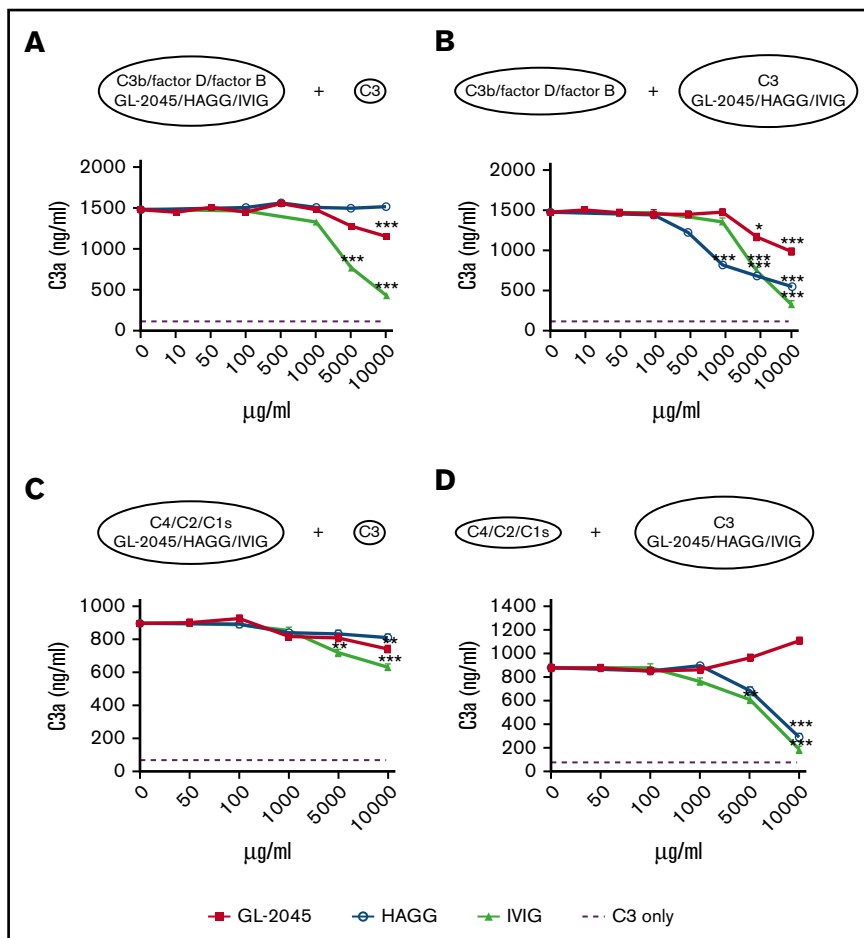 A
C3b/factor D/factor B
GL-2045/HAGG/IVIG
+
C3
C3a (ng/ml)
2000
1500
1000
500
0
***
***
***
0
10
50
100
500
1000
5000
10000
µg/ml
B
C3b/factor D/factor B
+
C3
GL-2045/HAGG/IVIG
C3a (ng/ml)
2000
1500
1000
500
0
*
***
***
***
***
***
***
0
10
50
100
500
1000
5000
10000
µg/ml
C
C4/C2/C1s
GL-2045/HAGG/IVIG
+
C3
C3a (ng/ml)
1000
800
600
400
200
0
**
**
***
0
50
100
1000
5000
10000
µg/ml
D
C4/C2/C1s
+
C3
GL-2045/HAGG/IVIG
C3a (ng/ml)
1400
1200
1000
800
600
400
200
0
**
***
***
0
50
100
1000
5000
10000
µg/ml
GL-2045 HAGG IVIG C3 only